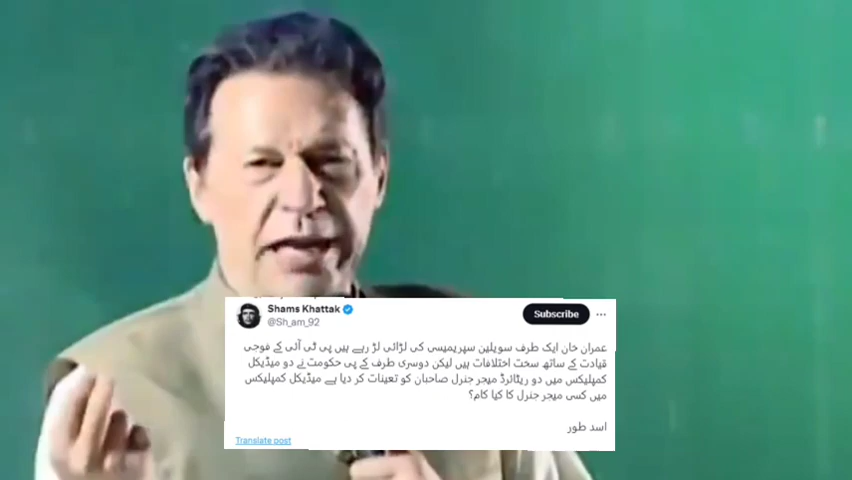 Shams Khattak
@Sh_am_92
Subscribe
عمران خان ایک طرف سویلین سپریمیسی کی لڑائی لڑ رہے ہیں پی ٹی آئی کے فوجی
قیادت کے ساتھ سخت اختلافات ہیں لیکن دوسری طرف کے پی حکومت نے دو میڈیکل
کمپلیکس میں دو ریٹائرڈ میجر جنرل صاحبان کو تعینات کر دیا ہے میڈیکل کمپلیکس
میں کسی میجر جنرل کا کیا کام؟
اسد طور
Translate post